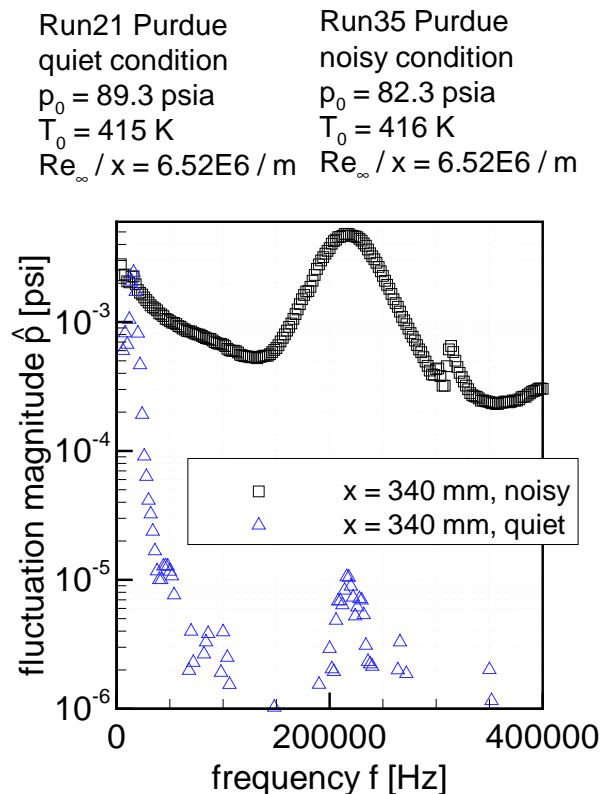 Run21 Purdue
quiet condition
p₀ = 89.3 psia
T₀ = 415 K
Re∞ / x = 6.52E6 / m
Run35 Purdue
noisy condition
p₀ = 82.3 psia
T₀ = 416 K
Re∞ / x = 6.52E6 / m
fluctuation magnitude p̂ [psi]
10⁻³
10⁻⁴
10⁻⁵
10⁻⁶
x = 340 mm, noisy
x = 340 mm, quiet
0 200000 400000
frequency f [Hz]